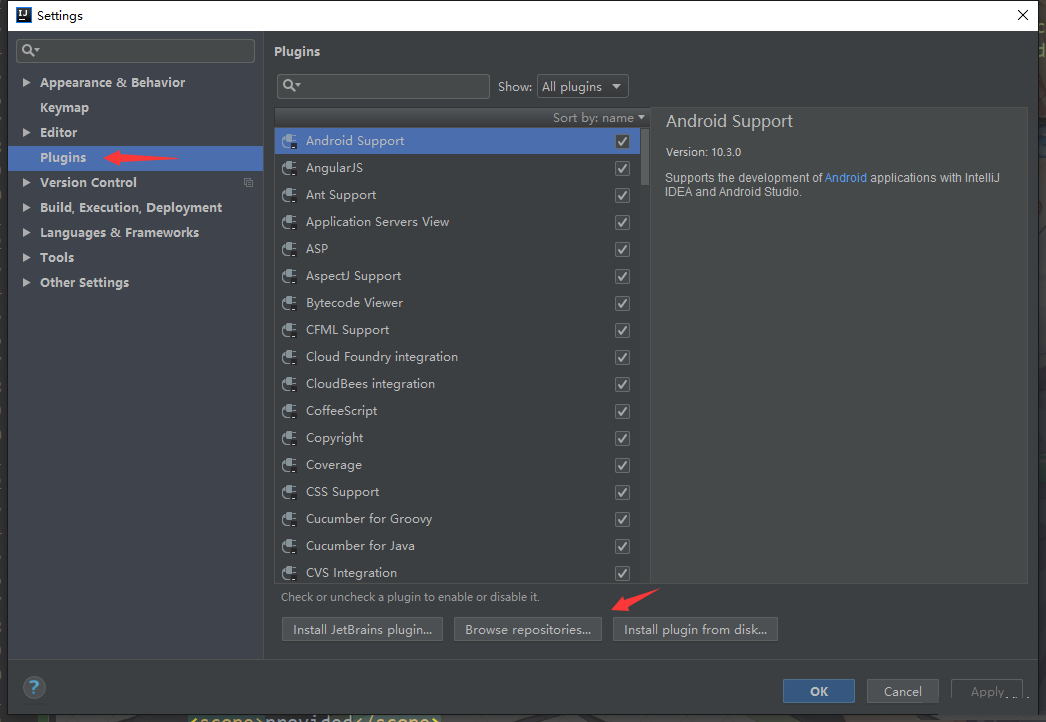 IJ Settings
Appearance & Behavior
Keymap
Editor
Plugins
Version Control
Build, Execution, Deployment
Languages & Frameworks
Tools
Other Settings
Plugins
Show: All plugins
Sort by: name
Android Support
AngularJS
Ant Support
Application Servers View
ASP
AspectJ Support
Bytecode Viewer
CFML Support
Cloud Foundry integration
CloudBees integration
CoffeeScript
Copyright
Coverage
CSS Support
Cucumber for Groovy
Cucumber for Java
CVS Integration
Android Support
Version: 10.3.0
Supports the development of Android applications with IntelliJ
IDEA and Android Studio.
Check or uncheck a plugin to enable or disable it.
Install JetBrains plugin... Browse repositories... Install plugin from disk...
? OK Cancel Apply
<scope>provided</scope>